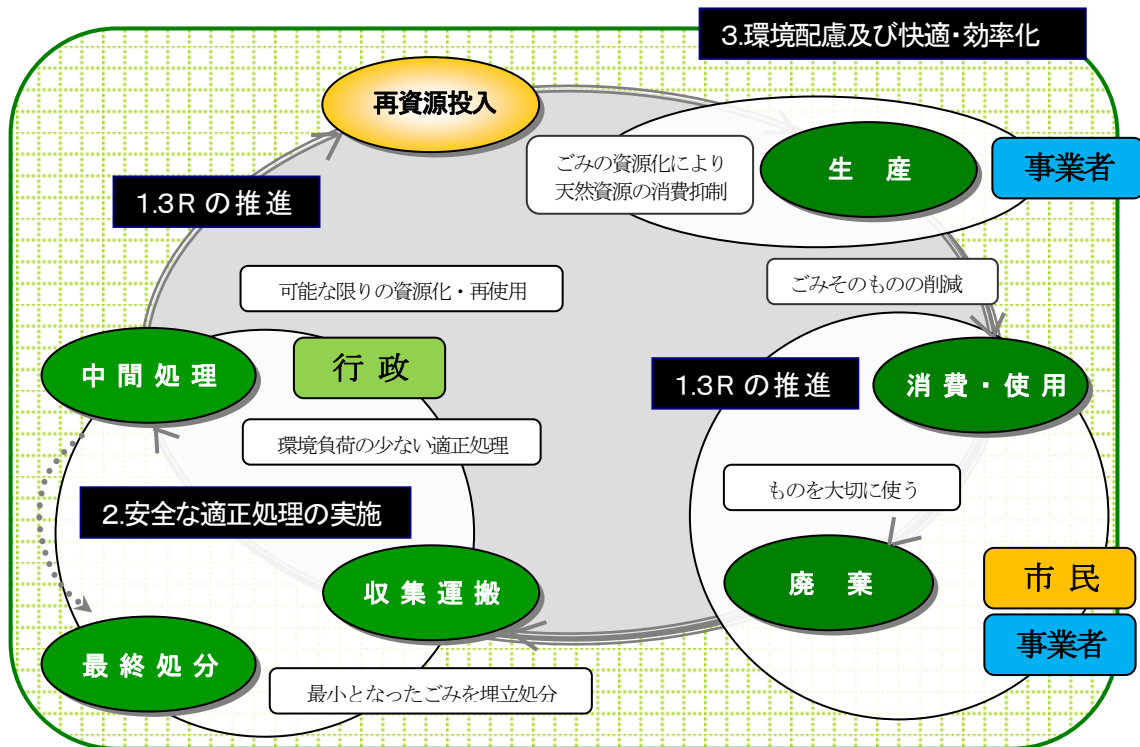 3.環境配慮及び快適・効率化
再資源投入
ごみの資源化により
天然資源の消費抑制
生産
事業者
1.3Rの推進
可能な限りの資源化・再使用
ごみそのものの削減
中間処理
行政
1.3Rの推進
消費・使用
環境負荷の少ない適正処理
ものを大切に使う
2.安全な適正処理の実施
収集運搬
廃棄
市民
事業者
最終処分
最小となったごみを埋立処分